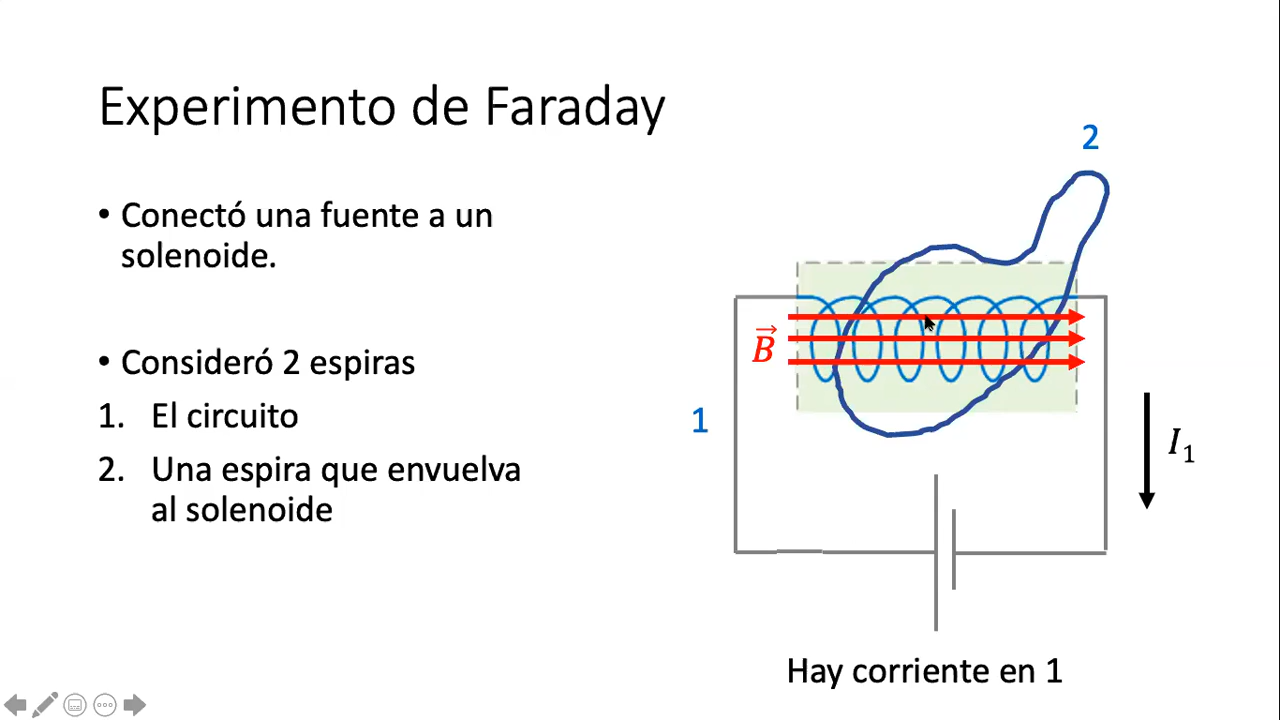 Experimento de Faraday
• Conectó una fuente a un
solenoide.
• Consideró 2 espiras
1. El circuito
2. Una espira que envuelva
al solenoide
2
B⃗
1
I₁
Hay corriente en 1